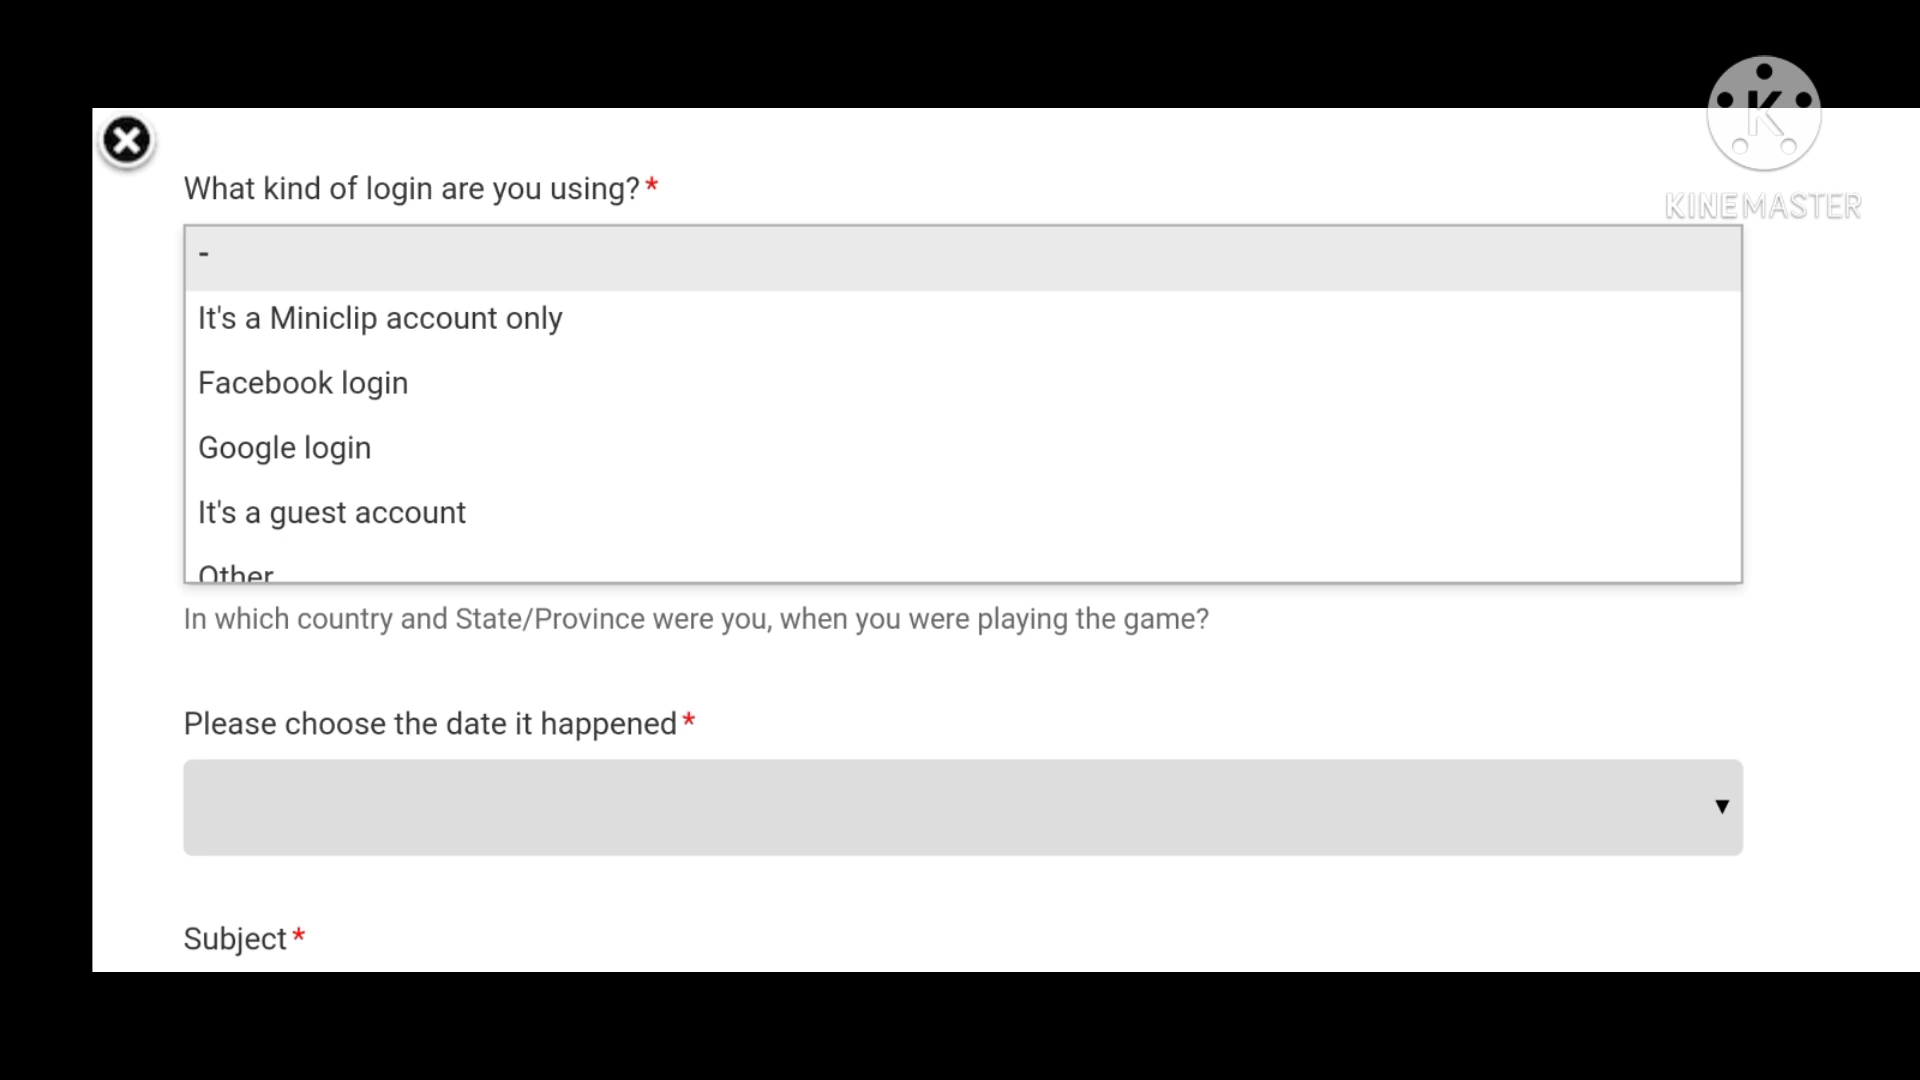 K
KINEMASTER
What kind of login are you using?*
-
It's a Miniclip account only
Facebook login
Google login
It's a guest account
Other
In which country and State/Province were you, when you were playing the game?
Please choose the date it happened*
Subject*